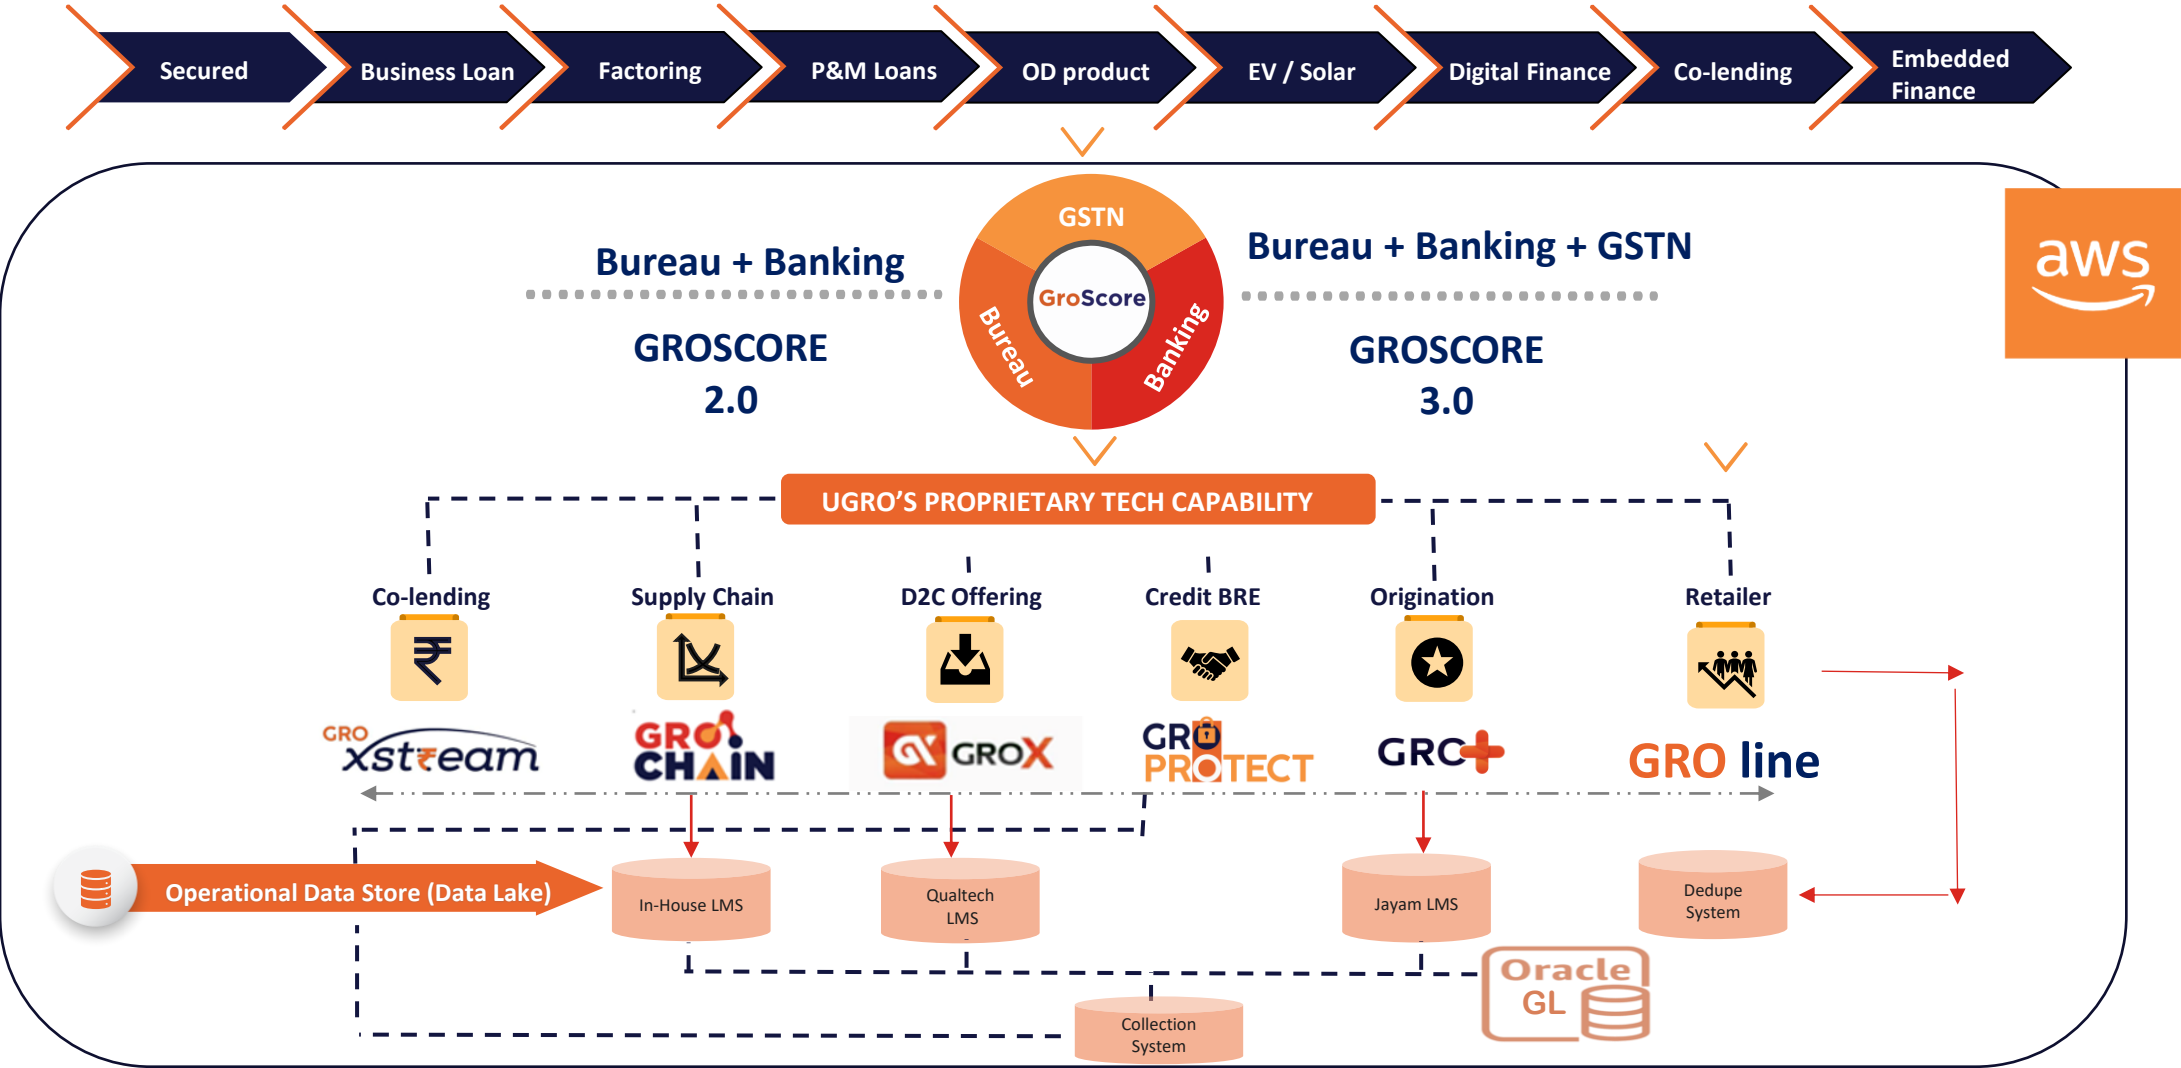 Secured
Business Loan
Factoring
P&M Loans
OD product
EV / Solar
Digital Finance
Co-lending
Embedded
Finance
GSTN
Bureau
Banking
GroScore
Bureau + Banking
GROSCORE
2.0
Bureau + Banking + GSTN
GROSCORE
3.0
aws
UGRO’S PROPRIETARY TECH CAPABILITY
Co-lending
Supply Chain
D2C Offering
Credit BRE
Origination
Retailer
GRO
xst₹eam
GRO
CHAIN
GROX
GRO
PROTECT
GRO+
GRO line
Operational Data Store (Data Lake)
In-House LMS
Qualtech
LMS
Jayam LMS
Dedupe
System
Oracle
GL
Collection
System